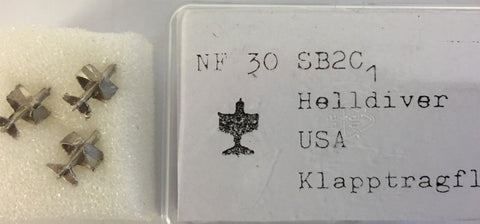 NF 30 SB2C1
Helldiver
USA
Klapptragfl